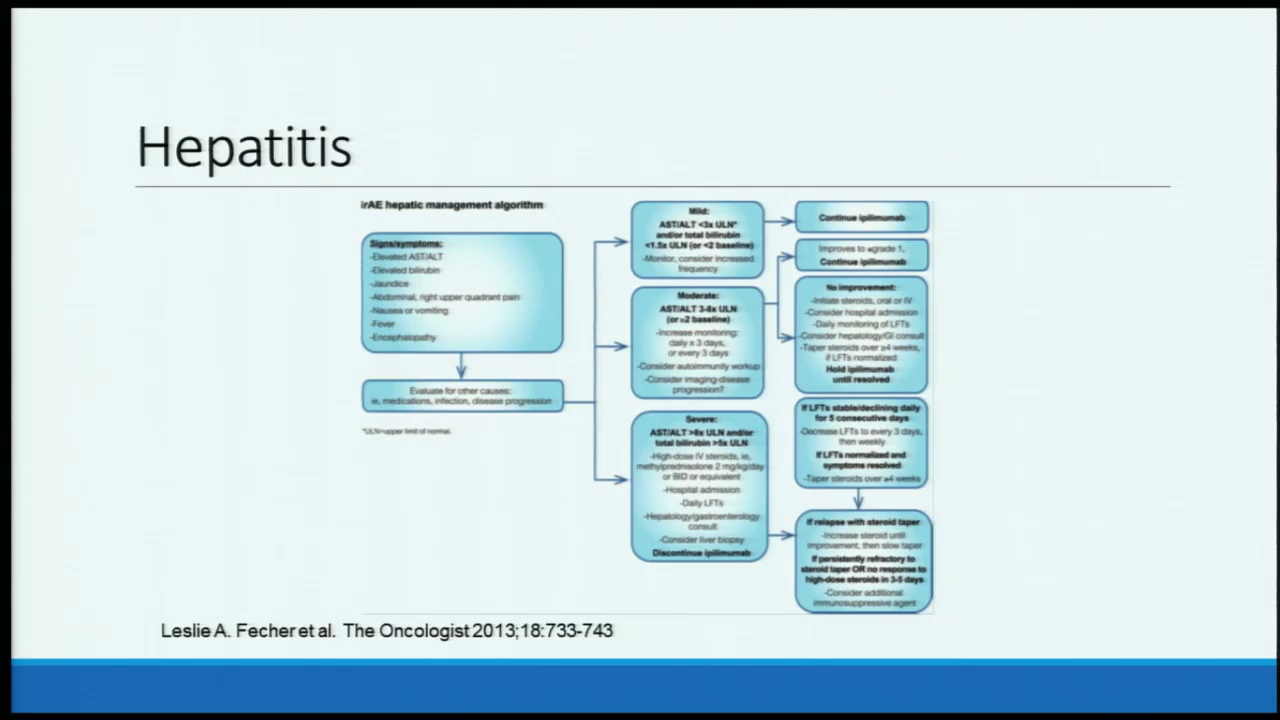 Hepatitis
irAE hepatic management algorithm
Signs/symptoms:
-Elevated AST/ALT
-Elevated bilirubin
-Jaundice
-Abdominal, right upper quadrant pain
-Nausea or vomiting
-Fever
-Encephalopathy
Evaluate for other causes:
ie, medications, infection, disease progression
*ULN=upper limit of normal.
Mild:
AST/ALT <3x ULN*
and/or total bilirubin
<1.5x ULN (or <2 baseline)
-Monitor, consider increased
frequency
Continue ipilimumab
Moderate:
AST/ALT 3-8x ULN
(or ≥2 baseline)
-Increase monitoring:
daily x 3 days,
or every 3 days
-Consider autoimmunity workup
-Consider imaging-disease
progression?
Improves to ≤grade 1,
Continue ipilimumab
No improvement:
-Initiate steroids, oral or IV
-Consider hospital admission
-Daily monitoring of LFTs
-Consider hepatology/GI consult
-Taper steroids over ≥4 weeks,
if LFTs normalized:
Hold ipilimumab
until resolved
Severe:
AST/ALT >8x ULN and/or
total bilirubin >5x ULN
-High-dose IV steroids, ie,
methylprednisolone 2 mg/kg/day
or BID or equivalent
-Hospital admission
-Daily LFTs
-Hepatology/gastroenterology
consult
-Consider liver biopsy
Discontinue ipilimumab
If LFTs stable/declining daily
for 5 consecutive days
-Decrease LFTs to every 3 days,
then weekly
If LFTs normalized and
symptoms resolved
-Taper steroids over ≥4 weeks
If relapse with steroid taper
-Increase steroid until
improvement, then slow taper
If persistently refractory to
steroid taper OR no response to
high-dose steroids in 3-5 days
-Consider additional
immunosuppressive agent
Leslie A. Fecher et al. The Oncologist 2013;18:733-743